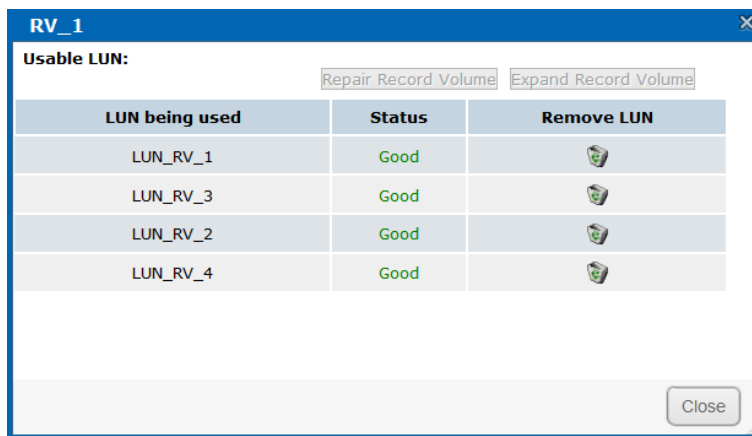 RV_1
Usable LUN:
Repair Record Volume Expand Record Volume
LUN being used Status Remove LUN
LUN_RV_1 Good
LUN_RV_3 Good
LUN_RV_2 Good
LUN_RV_4 Good
Close